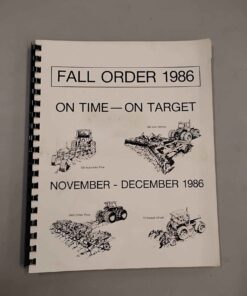 FALL ORDER 1986
ON TIME—ON TARGET
NOVEMBER - DECEMBER 1986